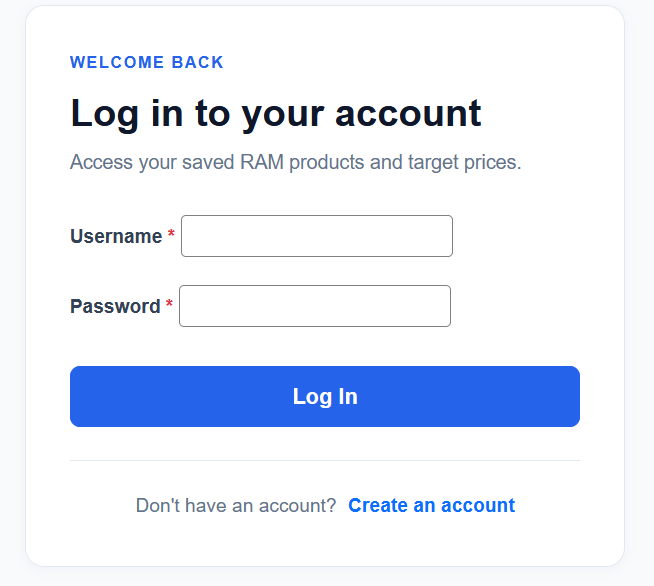 WELCOME BACK
Log in to your account
Access your saved RAM products and target prices.
Username *
Password *
Log In
Don't have an account? Create an account